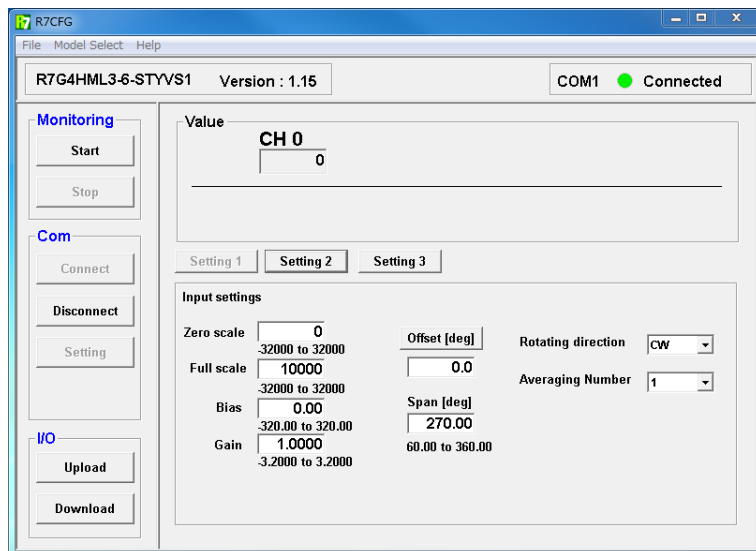 R7 R7CFG
File Model Select Help
R7G4HML3-6-STYVS1 Version : 1.15 COM1 Connected
Monitoring
Start
Stop
Com
Connect
Disconnect
Setting
I/O
Upload
Download
Value
CH 0
0
Setting 1 Setting 2 Setting 3
Input settings
Zero scale 0
-32000 to 32000
Full scale 10000
-32000 to 32000
Bias 0.00
-320.00 to 320.00
Gain 1.0000
-3.2000 to 3.2000
Offset [deg]
0.0
Span [deg]
270.00
60.00 to 360.00
Rotating direction CW
Averaging Number 1